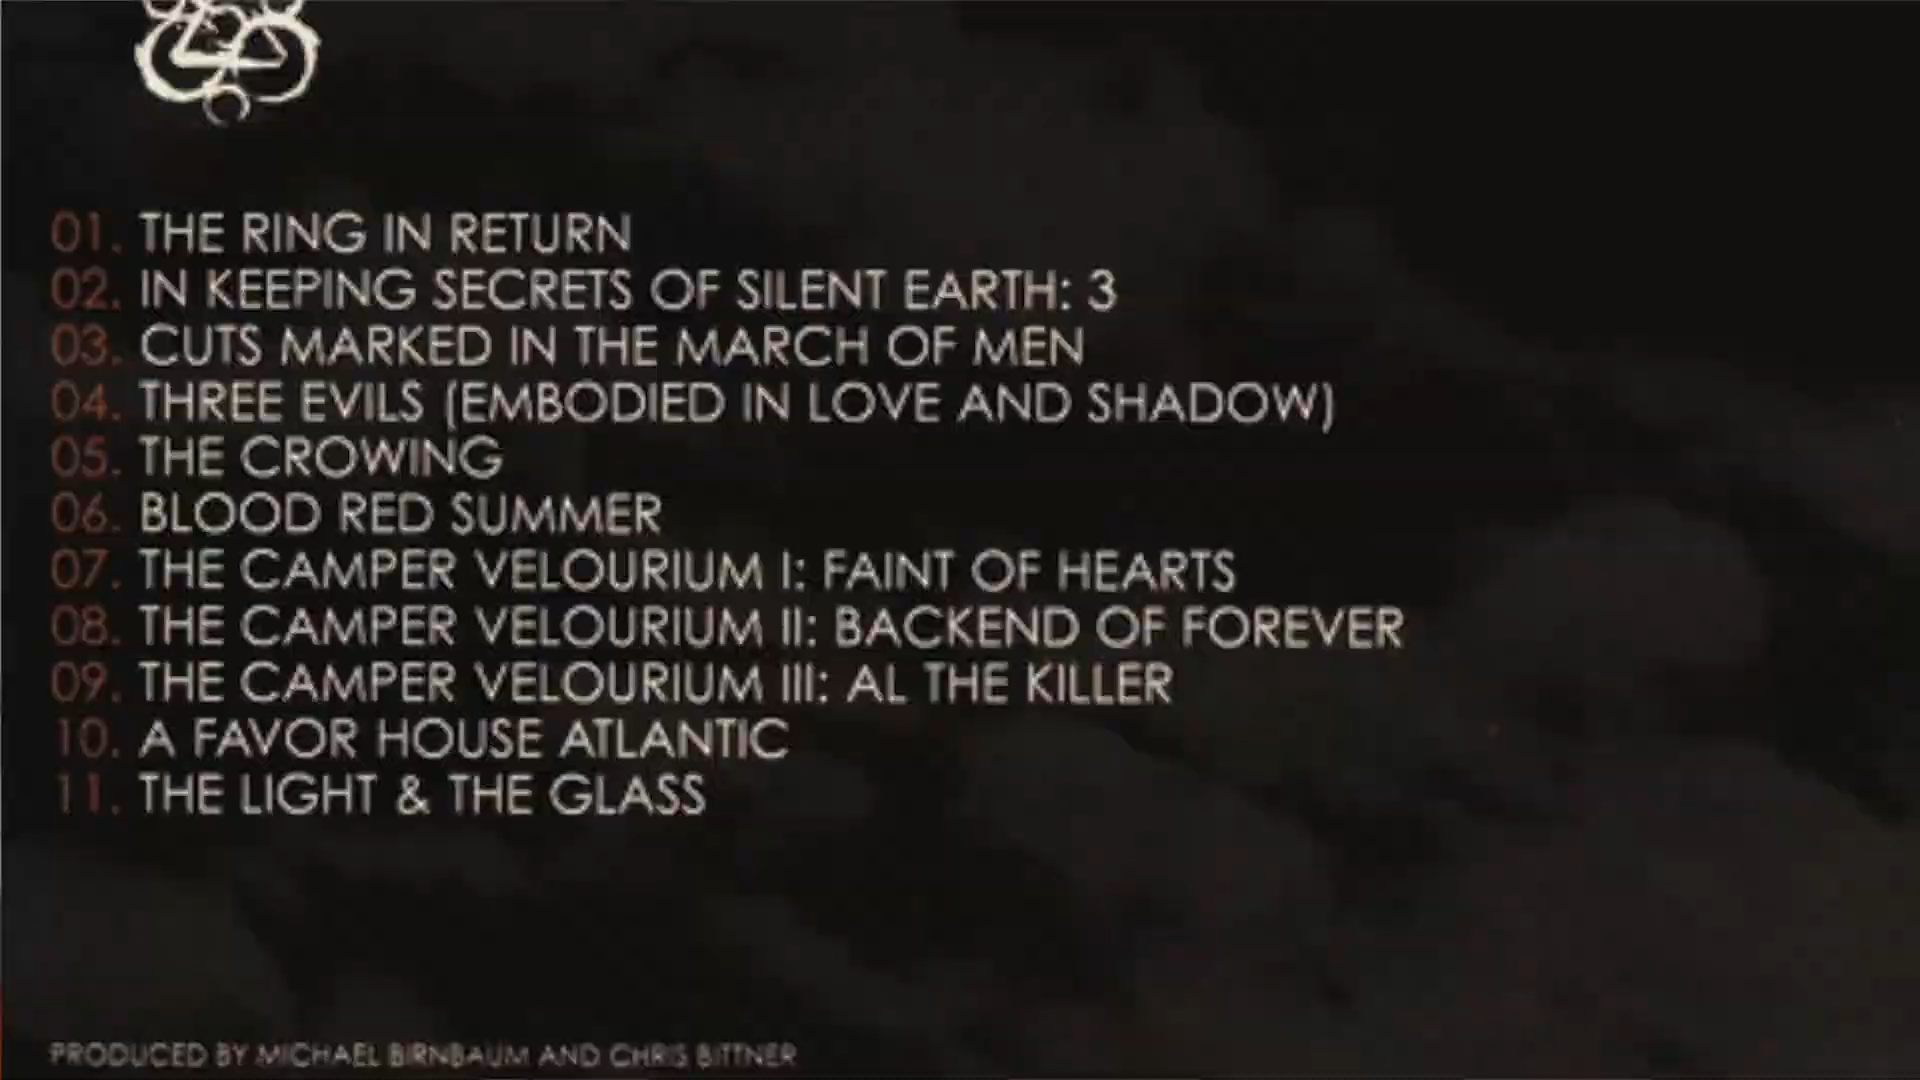 01. THE RING IN RETURN
02. IN KEEPING SECRETS OF SILENT EARTH: 3
03. CUTS MARKED IN THE MARCH OF MEN
04. THREE EVILS (EMBODIED IN LOVE AND SHADOW)
05. THE CROWING
06. BLOOD RED SUMMER
07. THE CAMPER VELOURIUM I: FAINT OF HEARTS
08. THE CAMPER VELOURIUM II: BACKEND OF FOREVER
09. THE CAMPER VELOURIUM III: AL THE KILLER
10. A FAVOR HOUSE ATLANTIC
11. THE LIGHT & THE GLASS
PRODUCED BY MICHAEL BIRNBAUM AND CHRIS BITTNER